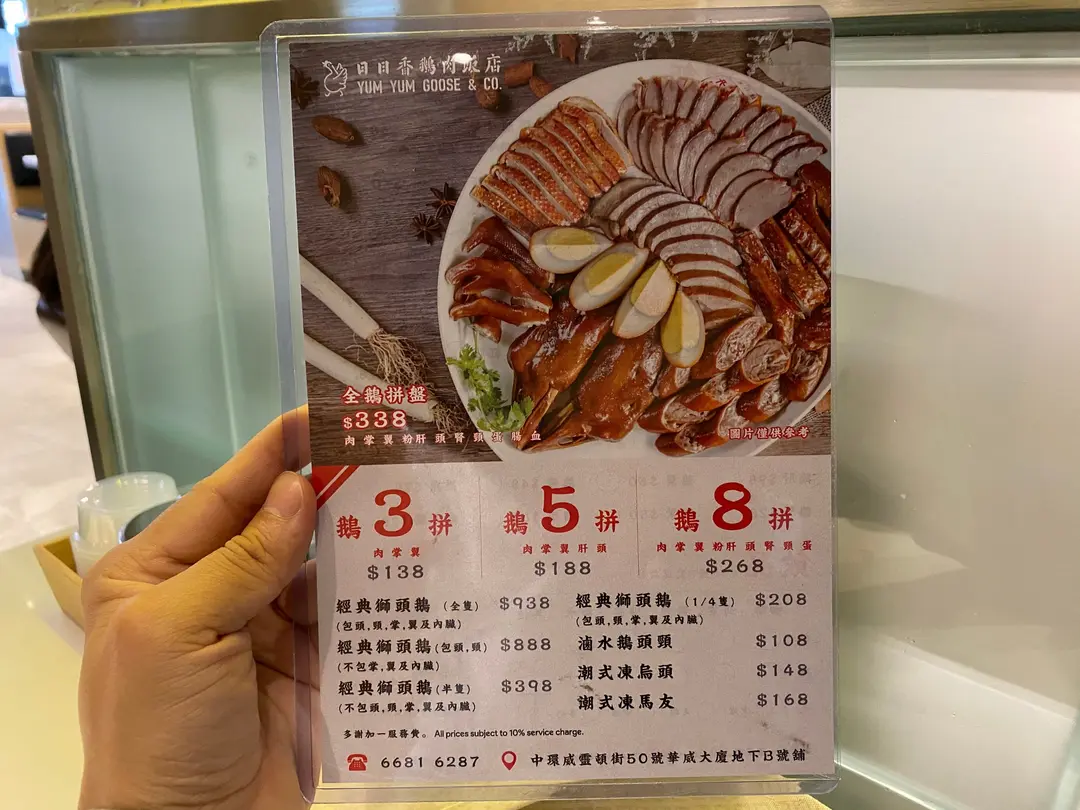 日日香鵝肉飯店
YUM YUM GOOSE & CO.
全鵝拼盤
$338
肉 掌 翼 粉肝 頭 腎 頸 蛋 腸 血
圖片僅供參考
鵝 3 拼
肉 掌 翼
$138
鵝 5 拼
肉 掌 翼 肝 頭
$188
鵝 8 拼
肉 掌 翼 粉肝 頭 腎 頸 蛋
$268
經典獅頭鵝 (全隻) $938
(包頭,頸,掌,翼及內臟)
經典獅頭鵝(包頭,頸) $888
(不包掌,翼及內臟)
經典獅頭鵝(半隻) $398
(不包頭,頸,掌,翼及內臟)
經典獅頭鵝 (1/4隻) $208
(包頭,頸,掌,翼及內臟)
滷水鵝頭頸 $108
潮式凍烏頭 $148
潮式凍馬友 $168
多謝加一服務費。 All prices subject to 10% service charge.
6681 6287 中環威靈頓街50號華威大廈地下B號舖